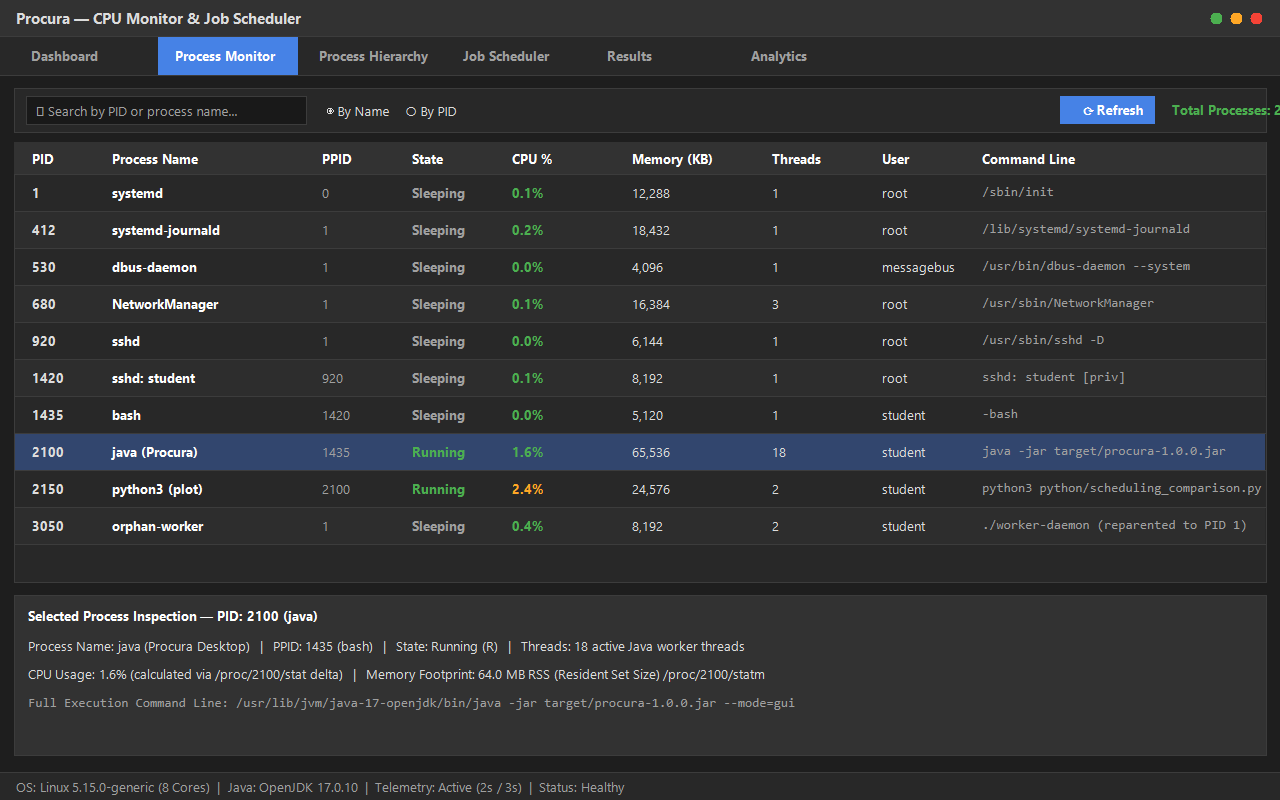 Procura — CPU Monitor & Job Scheduler
Dashboard Process Monitor Process Hierarchy Job Scheduler Results Analytics
Search by PID or process name... By Name By PID Refresh Total Processes: 2
PID Process Name PPID State CPU % Memory (KB) Threads User Command Line
1 systemd 0 Sleeping 0.1% 12,288 1 root /sbin/init
412 systemd-journald 1 Sleeping 0.2% 18,432 1 root /lib/systemd/systemd-journald
530 dbus-daemon 1 Sleeping 0.0% 4,096 1 messagebus /usr/bin/dbus-daemon --system
680 NetworkManager 1 Sleeping 0.1% 16,384 3 root /usr/sbin/NetworkManager
920 sshd 1 Sleeping 0.0% 6,144 1 root /usr/sbin/sshd -D
1420 sshd: student 920 Sleeping 0.1% 8,192 1 root sshd: student [priv]
1435 bash 1420 Sleeping 0.0% 5,120 1 student -bash
2100 java (Procura) 1435 Running 1.6% 65,536 18 student java -jar target/procura-1.0.0.jar
2150 python3 (plot) 2100 Running 2.4% 24,576 2 student python3 python/scheduling_comparison.py
3050 orphan-worker 1 Sleeping 0.4% 8,192 2 student ./worker-daemon (reparented to PID 1)
Selected Process Inspection — PID: 2100 (java)
Process Name: java (Procura Desktop) | PPID: 1435 (bash) | State: Running (R) | Threads: 18 active Java worker threads
CPU Usage: 1.6% (calculated via /proc/2100/stat delta) | Memory Footprint: 64.0 MB RSS (Resident Set Size) /proc/2100/statm
Full Execution Command Line: /usr/lib/jvm/java-17-openjdk/bin/java -jar target/procura-1.0.0.jar --mode=gui
OS: Linux 5.15.0-generic (8 Cores) | Java: OpenJDK 17.0.10 | Telemetry: Active (2s / 3s) | Status: Healthy